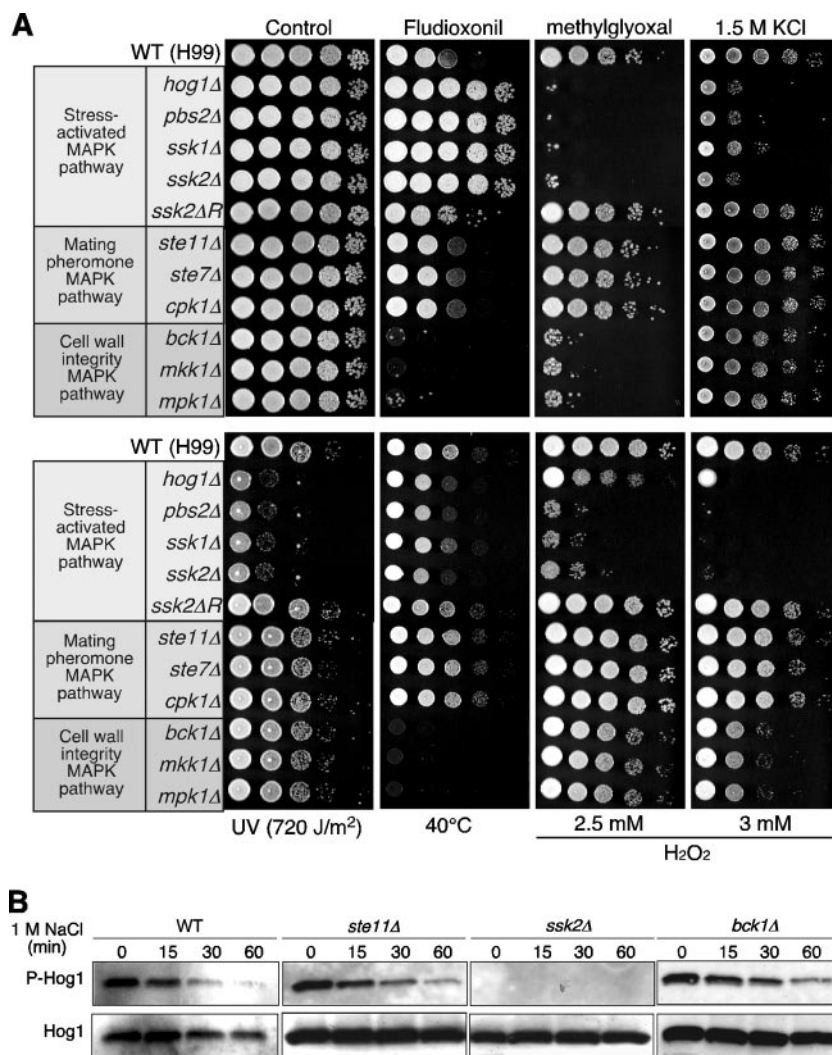 A
Control Fludioxonil methylglyoxal 1.5 M KCl
WT (H99)
Stress-
activated
MAPK
pathway
hog1Δ
pbs2Δ
ssk1Δ
ssk2Δ
ssk2ΔR
Mating
pheromone
MAPK
pathway
ste11Δ
ste7Δ
cpk1Δ
Cell wall
integrity
MAPK
pathway
bck1Δ
mkk1Δ
mpk1Δ
WT (H99)
Stress-
activated
MAPK
pathway
hog1Δ
pbs2Δ
ssk1Δ
ssk2Δ
ssk2ΔR
Mating
pheromone
MAPK
pathway
ste11Δ
ste7Δ
cpk1Δ
Cell wall
integrity
MAPK
pathway
bck1Δ
mkk1Δ
mpk1Δ
UV (720 J/m²) 40°C 2.5 mM 3 mM
H₂O₂
B
1 M NaCl
(min)
WT ste11Δ ssk2Δ bck1Δ
0 15 30 60 0 15 30 60 0 15 30 60 0 15 30 60
P-Hog1
Hog1